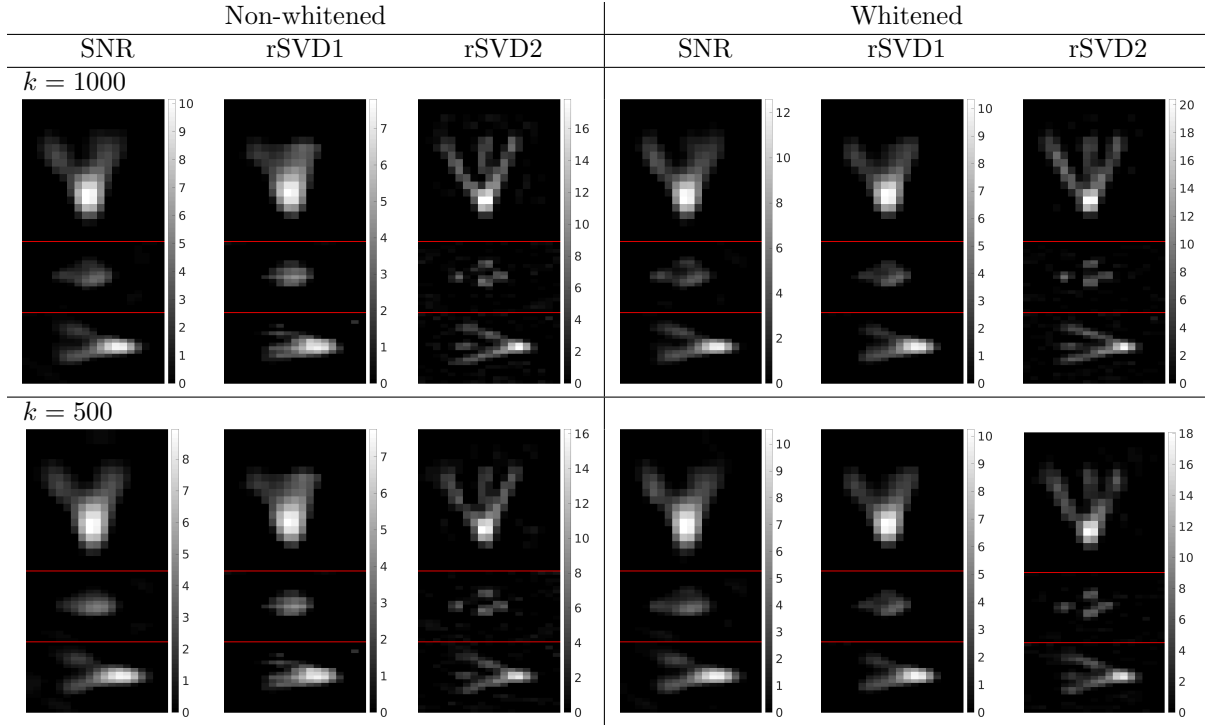 Non-whitened Whitened
SNR rSVD1 rSVD2 SNR rSVD1 rSVD2
k = 1000
10 9 8 7 6 5 4 3 2 1 0
7 6 5 4 3 2 1 0
16 14 12 10 8 6 4 2 0
12 10 8 6 4 2 0
10 9 8 7 6 5 4 3 2 1 0
20 18 16 14 12 10 8 6 4 2 0
k = 500
8 7 6 5 4 3 2 1 0
7 6 5 4 3 2 1 0
16 14 12 10 8 6 4 2 0
10 9 8 7 6 5 4 3 2 1 0
10 9 8 7 6 5 4 3 2 1 0
18 16 14 12 10 8 6 4 2 0